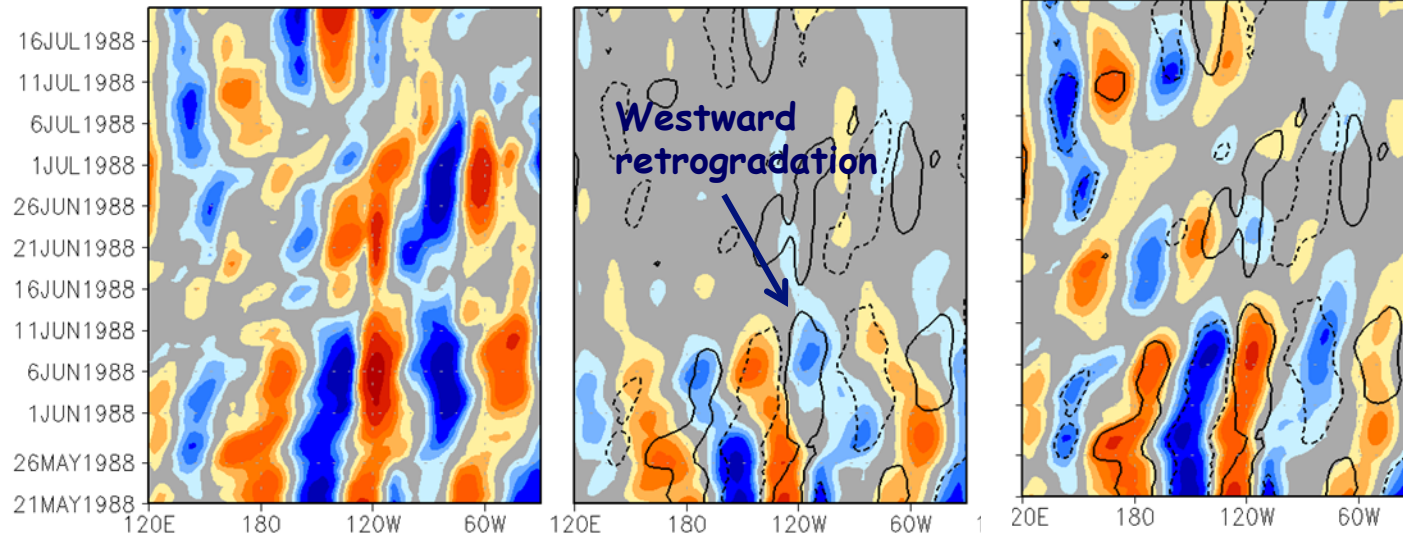 16JUL1988
11JUL1988
6JUL1988
1JUL1988
26JUN1988
21JUN1988
16JUN1988
11JUN1988
6JUN1988
1JUN1988
26MAY1988
21MAY1988
120E 180 120W 60W
Westward
retrogradation
120E 180 120W 60W 1
20E 180 120W 60W